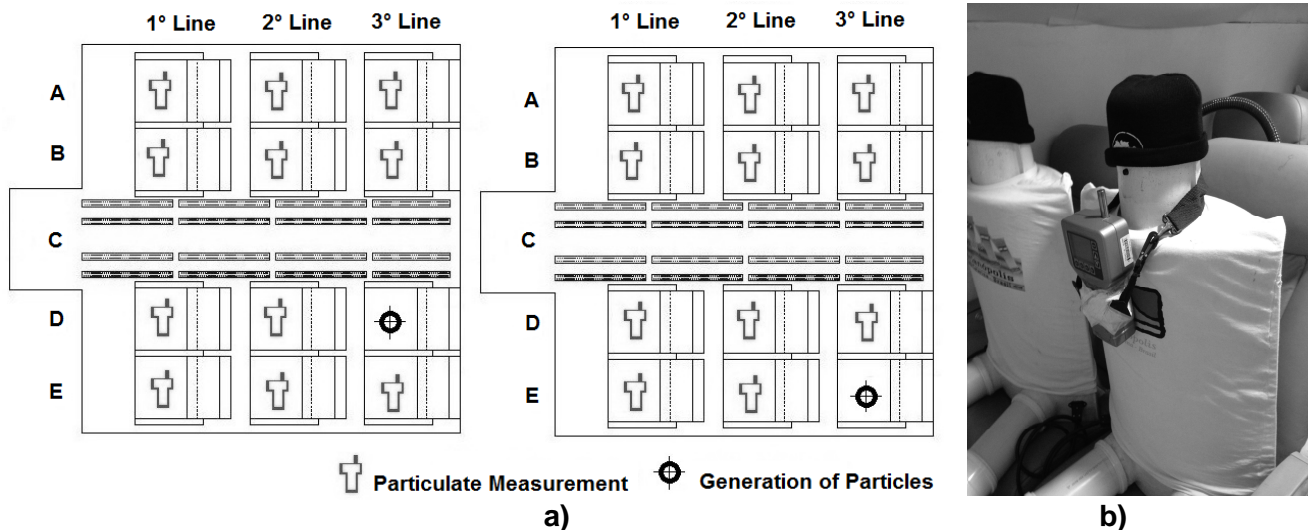 1° Line 2° Line 3° Line
A
B
C
D
E
1° Line 2° Line 3° Line
A
B
C
D
E
Particulate Measurement
Generation of Particles
a)
b)